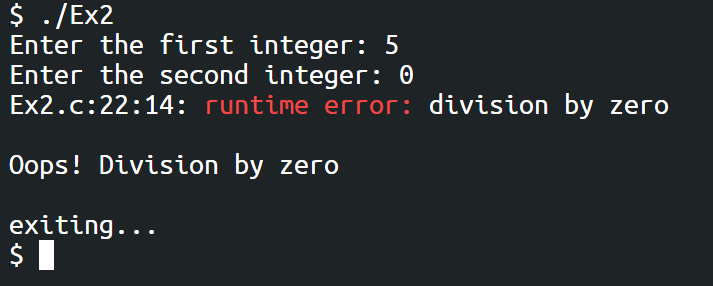 $ ./Ex2
Enter the first integer: 5
Enter the second integer: 0
Ex2.c:22:14: runtime error: division by zero
Oops! Division by zero
exiting...
$